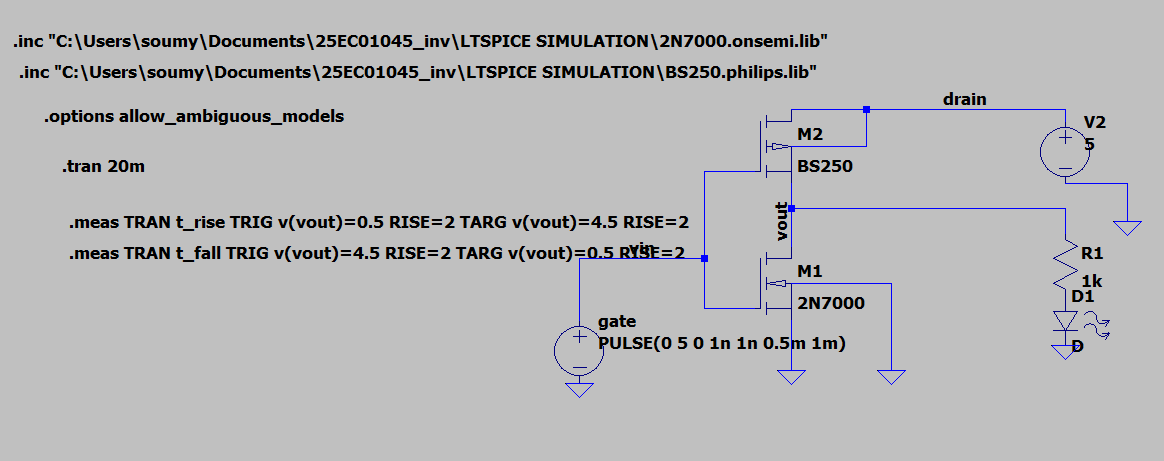 .inc "C:\Users\soumy\Documents\25EC01045_inv\LTSPICE SIMULATION\2N7000.onsemi.lib"
.inc "C:\Users\soumy\Documents\25EC01045_inv\LTSPICE SIMULATION\BS250.philips.lib"
.options allow_ambiguous_models
.tran 20m
.meas TRAN t_rise TRIG v(vout)=0.5 RISE=2 TARG v(vout)=4.5 RISE=2
.meas TRAN t_fall TRIG v(vout)=4.5 RISE=2 TARG v(vout)=0.5 RISE=2
vin
gate
PULSE(0 5 0 1n 1n 0.5m 1m)
drain
M2
BS250
vout
M1
2N7000
V2
5
R1
1k
D1
D